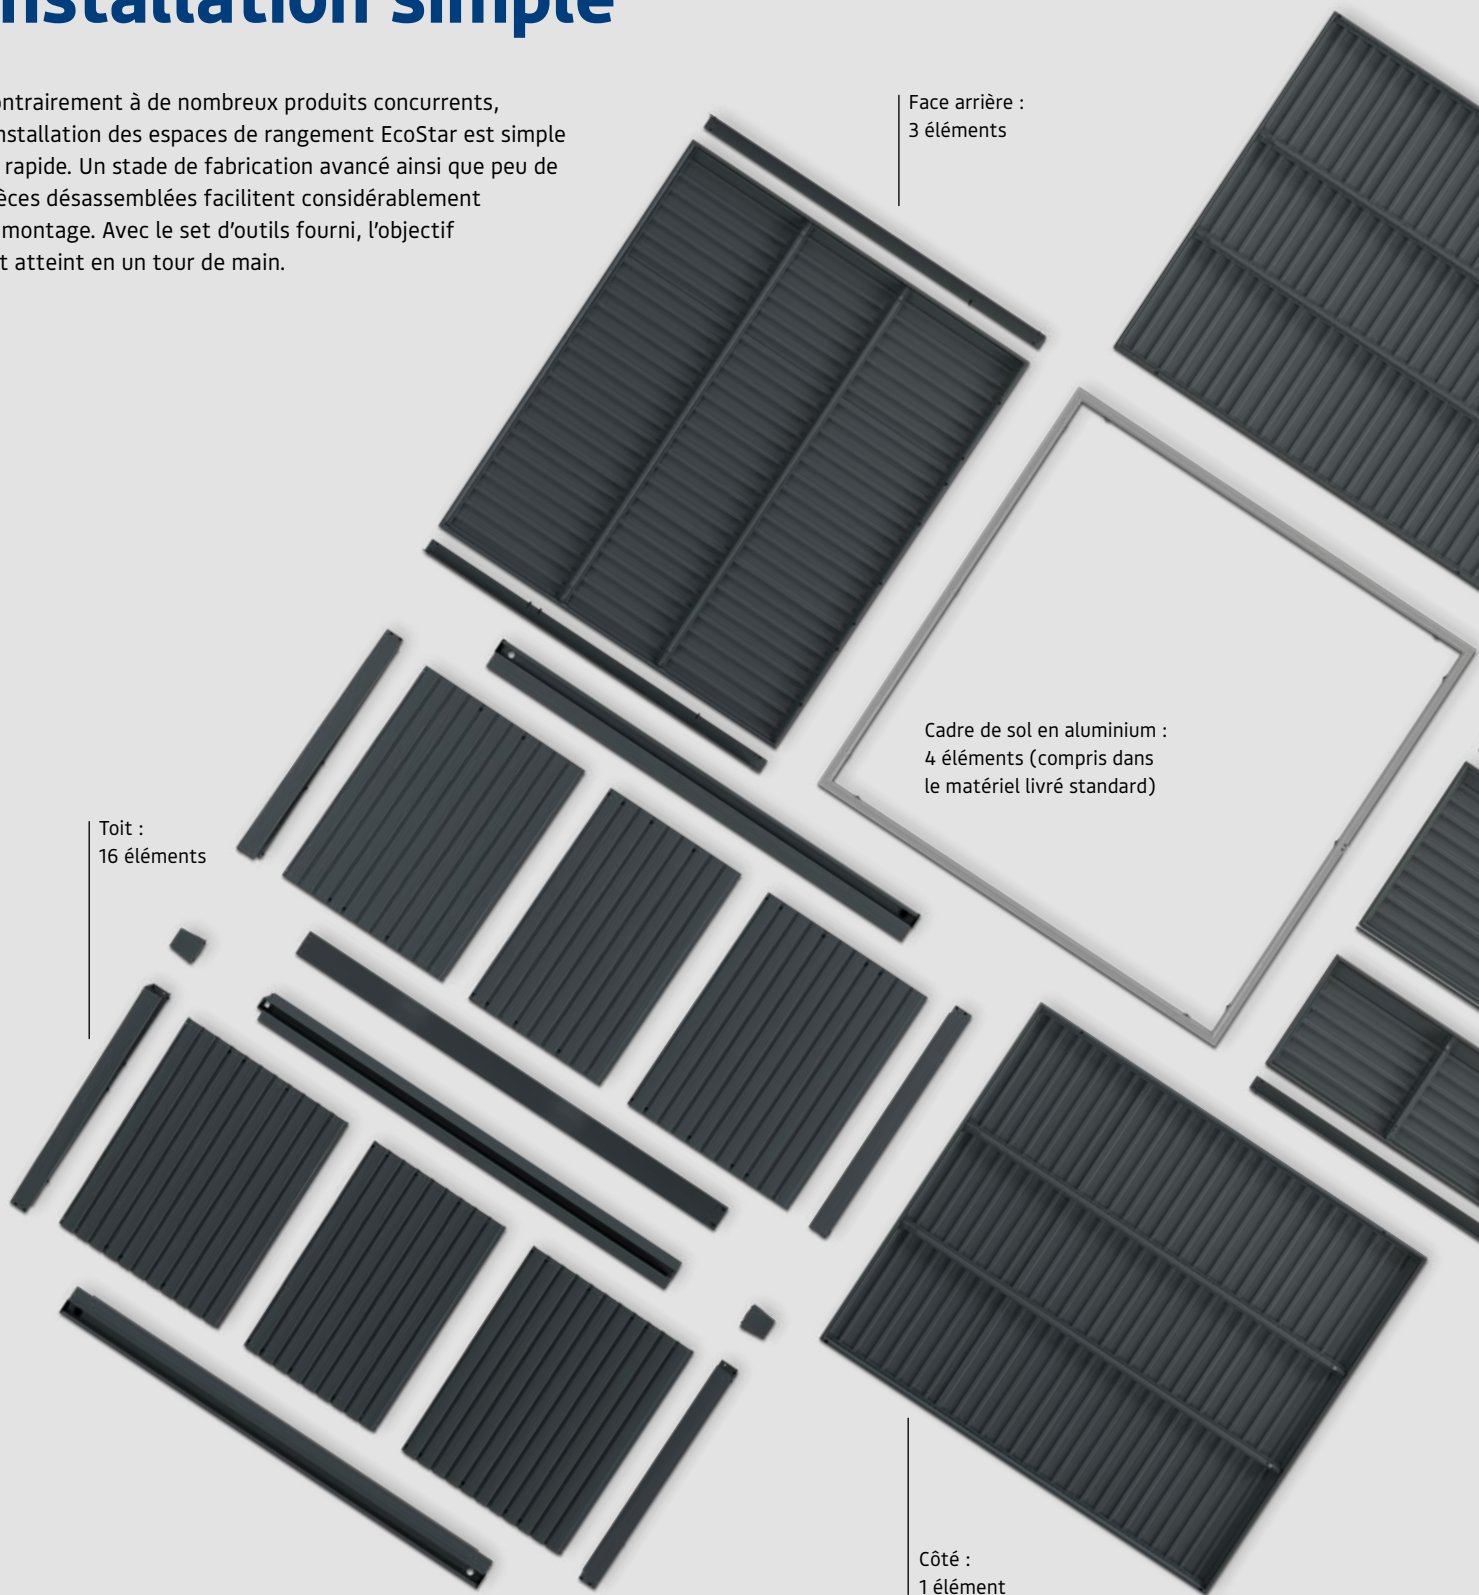 nstallation simple
ontrairement à de nombreux produits concurrents,
nstallation des espaces de rangement EcoStar est simple
rapide. Un stade de fabrication avancé ainsi que peu de
èces désassemblées facilitent considérablement
montage. Avec le set d’outils fourni, l’objectif
t atteint en un tour de main.
Face arrière :
3 éléments
Cadre de sol en aluminium :
4 éléments (compris dans
le matériel livré standard)
Toit :
16 éléments
Côté :
1 élément